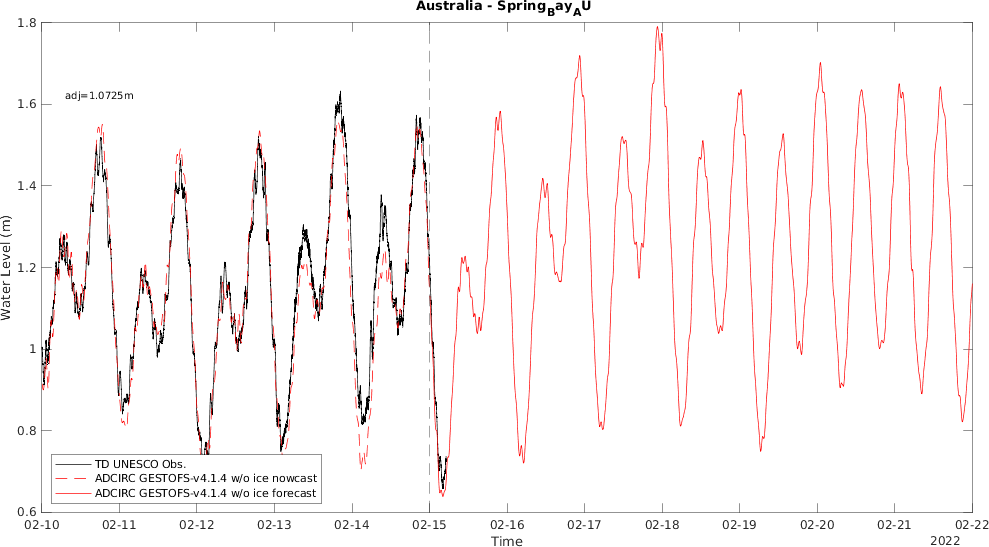 Australia - SpringBayAU
1.8
1.6
1.4
1.2
1
0.8
0.6
Water Level (m)
adj=1.0725m
TD UNESCO Obs.
ADCIRC GESTOFS-v4.1.4 w/o ice nowcast
ADCIRC GESTOFS-v4.1.4 w/o ice forecast
02-10 02-11 02-12 02-13 02-14 02-15 02-16 02-17 02-18 02-19 02-20 02-21 02-22
Time
2022